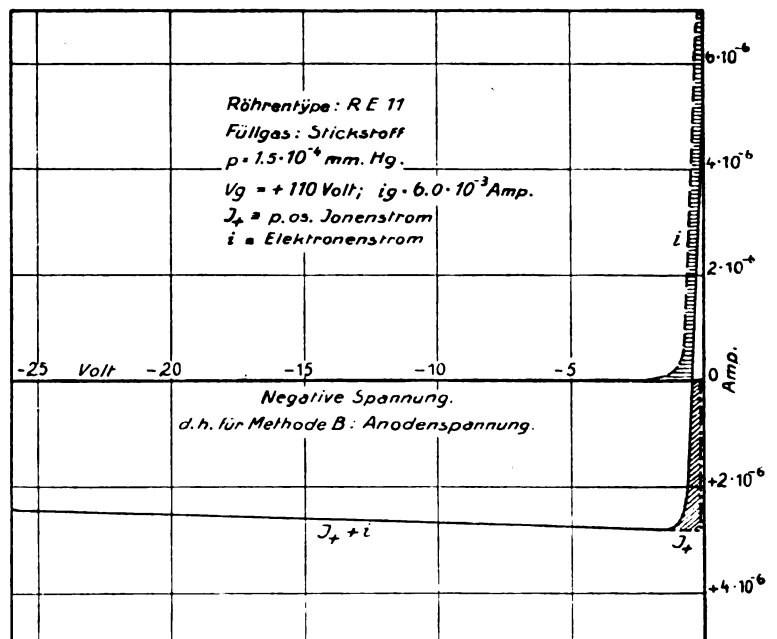 6·10⁻⁶
Röhrentÿpe: R E 11
Füllgas: Stickstoff
p = 1.5·10⁻⁴ mm. Hg.
4·10⁻⁶
Vg = + 110 Volt; ig · 6.0·10⁻³ Amp.
J₊ = p.os. Jonenstrom
i = Elektronenstrom
i
2·10⁻⁶
-25 Volt -20 -15 -10 -5 0
Amp.
Negative Spannung.
d.h. für Methode B: Anodenspannung.
+2·10⁻⁶
J₊ + i
J₊
+4·10⁻⁶